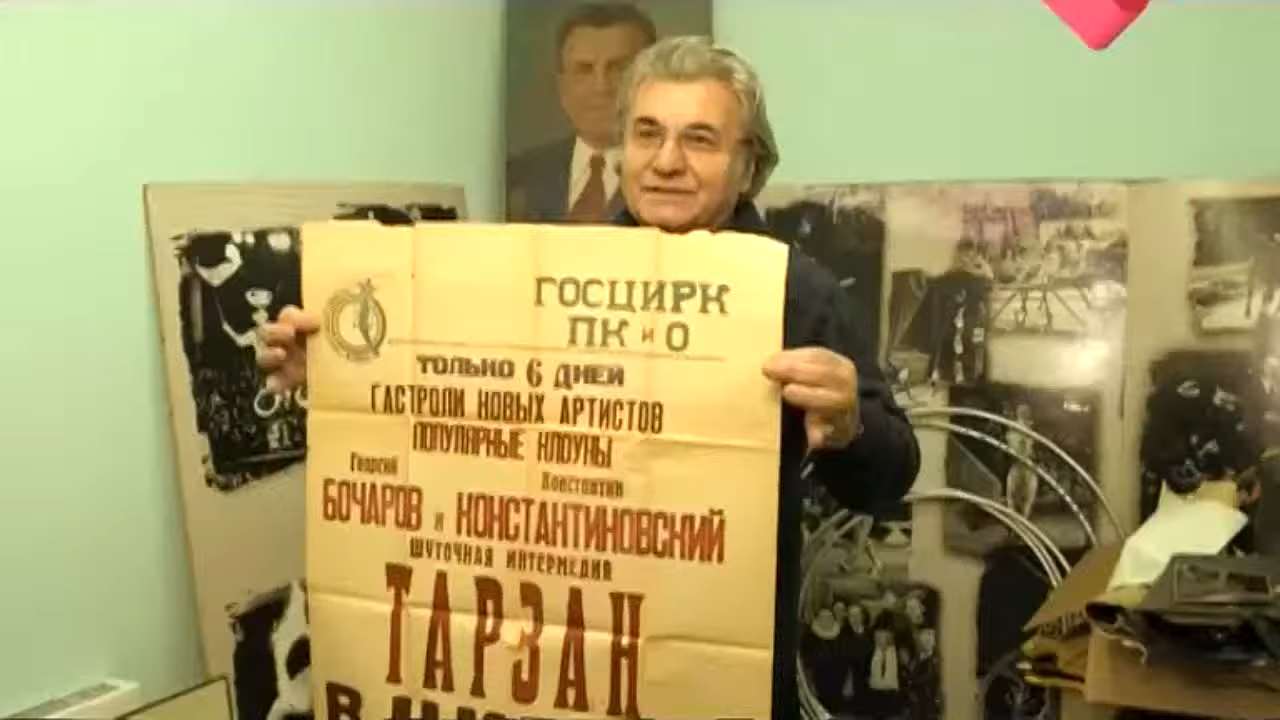 ГОСЦИРК
ПК и О
ТОЛЬКО 6 ДНЕЙ
ГАСТРОЛИ НОВЫХ АРТИСТОВ
ПОПУЛЯРНЫЕ КЛОУНЫ
Георгий Константин
БОЧАРОВ и КОНСТАНТИНОВСКИЙ
ШУТОЧНАЯ ИНТЕРМЕДИЯ
ТАРЗАН
В